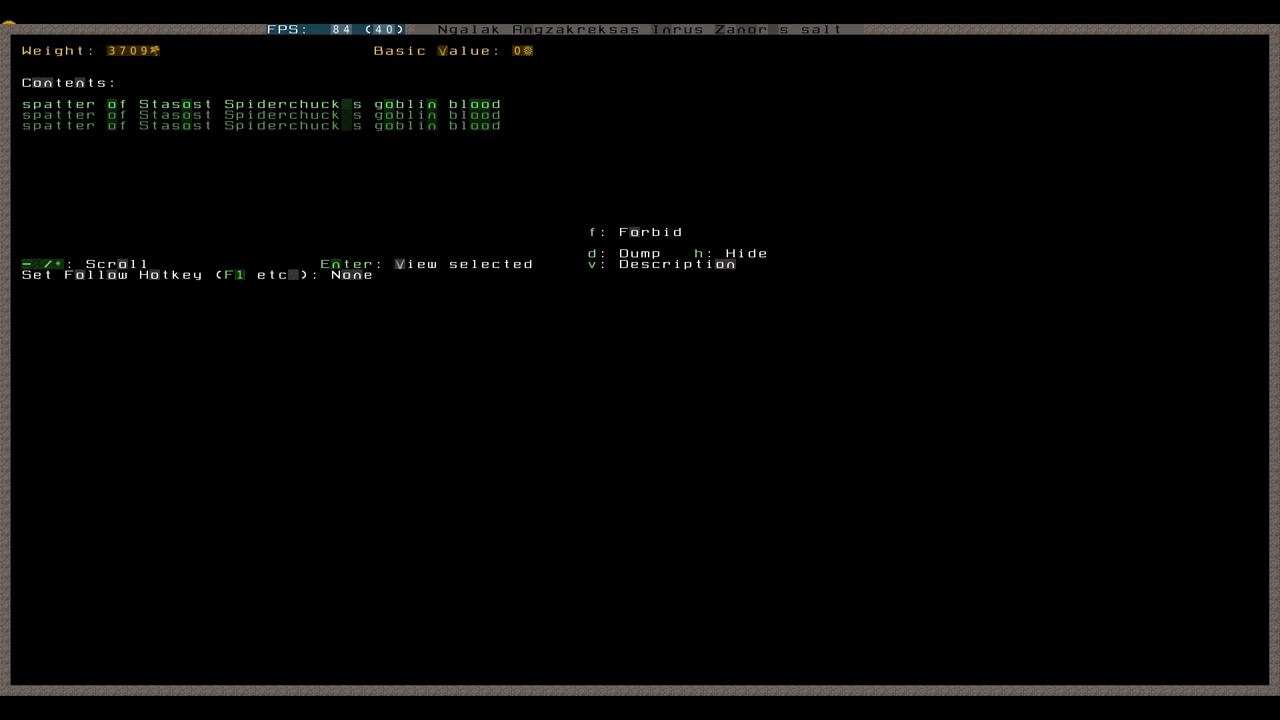 FPS: 84 (40) Ngalak Angzakreksas Inrus Zanor s salt
Weight: 3709 Basic Value: 0☼
Contents:
spatter of Stasost Spiderchuck s goblin blood
spatter of Stasost Spiderchuck s goblin blood
spatter of Stasost Spiderchuck s goblin blood
f: Forbid
d: Dump h: Hide
- /*: Scroll Enter: View selected v: Description
Set Follow Hotkey (F1 etc ): None